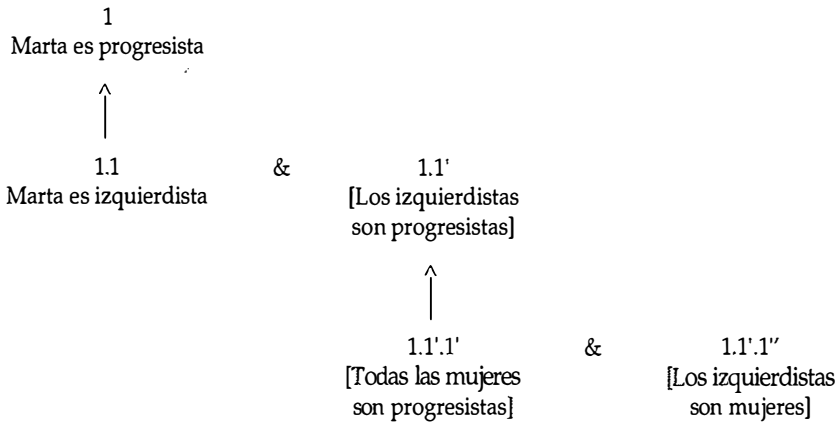 1
Marta es progresista
1.1 & 1.1'
Marta es izquierdista [Los izquierdistas
son progresistas]
1.1'.1' & 1.1'.1''
[Todas las mujeres [Los izquierdistas
son progresistas] son mujeres]